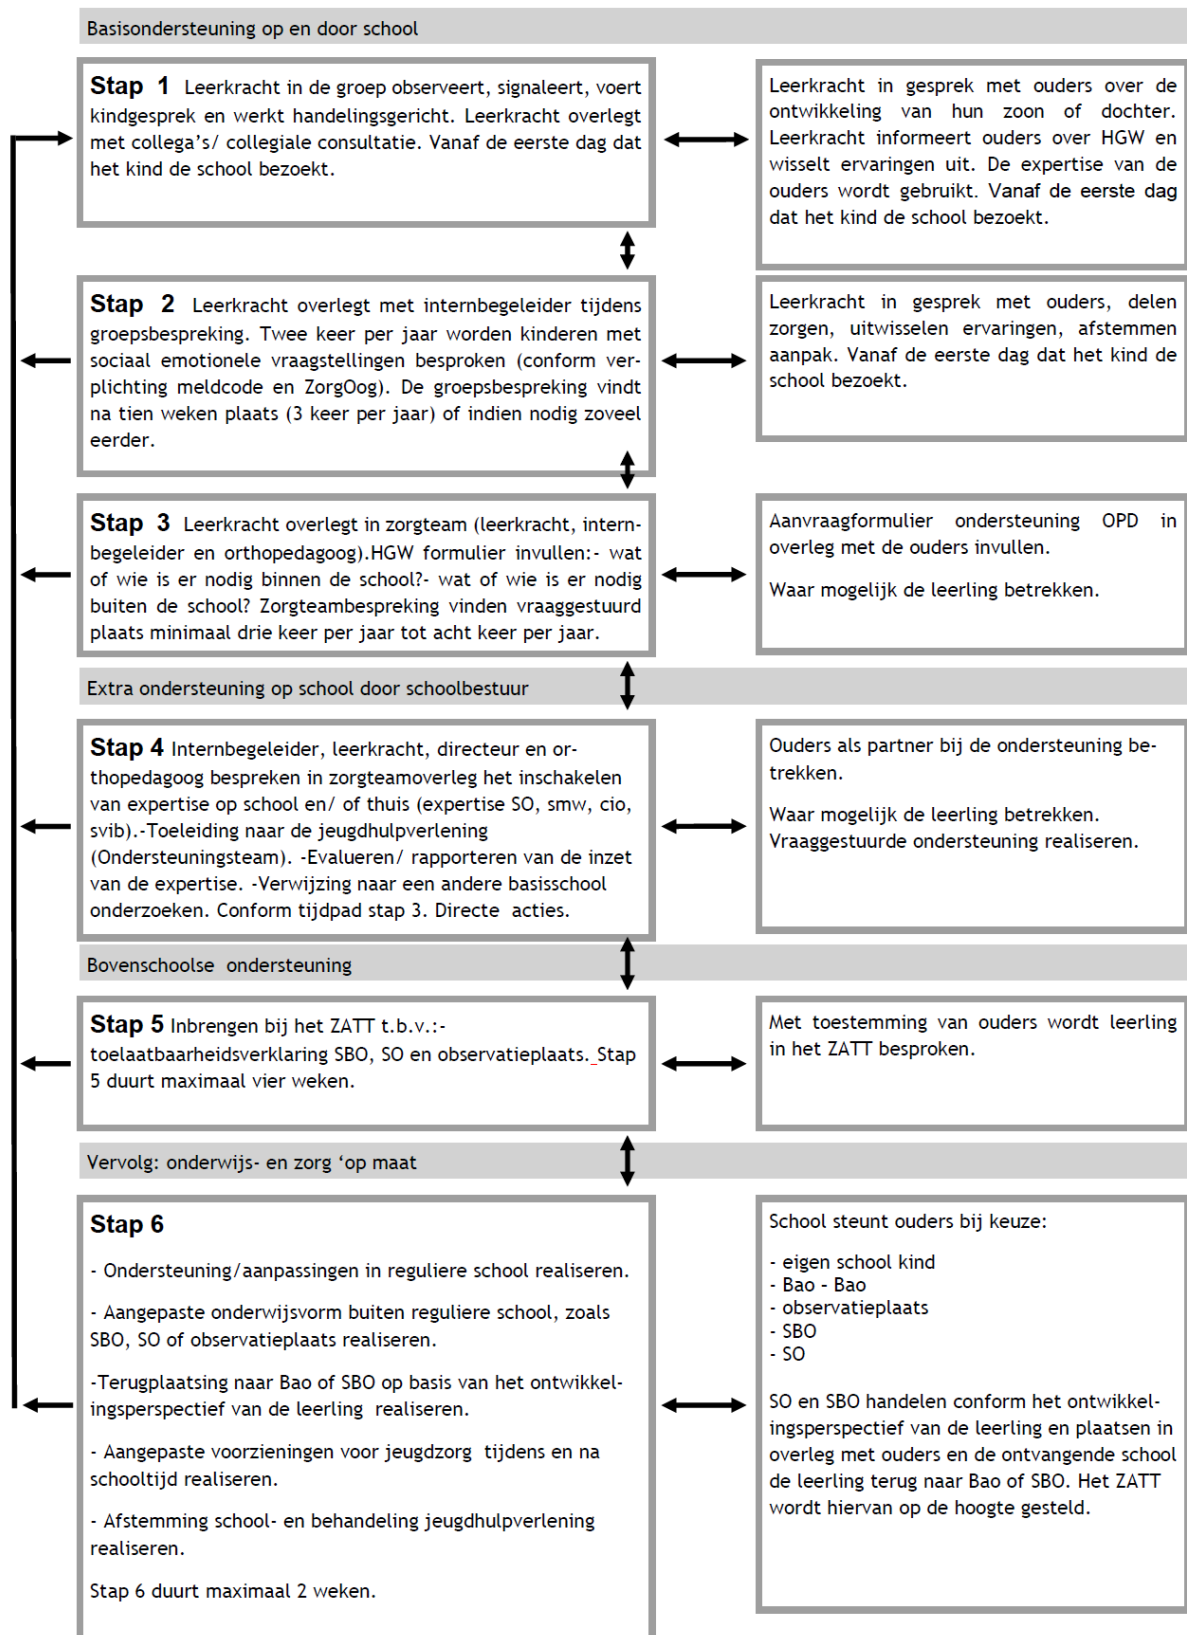 Basisondersteuning op en door school
Stap 1 Leerkracht in de groep observeert, signaleert, voert
kindgesprek en werkt handelingsgericht. Leerkracht overlegt
met collega's/ collegiale consultatie. Vanaf de eerste dag dat
het kind de school bezoekt.
Leerkracht in gesprek met ouders over de
ontwikkeling van hun zoon of dochter.
Leerkracht informeert ouders over HGW en
wisselt ervaringen uit. De expertise van de
ouders wordt gebruikt. Vanaf de eerste dag
dat het kind de school bezoekt.
Stap 2 Leerkracht overlegt met internbegeleider tijdens
groepsbespreking. Twee keer per jaar worden kinderen met
sociaal emotionele vraagstellingen besproken (conform ver-
plichting meldcode en ZorgOog). De groepsbespreking vindt
na tien weken plaats (3 keer per jaar) of indien nodig zoveel
eerder.
Leerkracht in gesprek met ouders, delen
zorgen, uitwisselen ervaringen, afstemmen
aanpak. Vanaf de eerste dag dat het kind de
school bezoekt.
Stap 3 Leerkracht overlegt in zorgteam (leerkracht, intern-
begeleider en orthopedagoog).HGW formulier invullen:- wat
of wie is er nodig binnen de school?- wat of wie is er nodig
buiten de school? Zorgteambespreking vinden vraaggestuurd
plaats minimaal drie keer per jaar tot acht keer per jaar.
Aanvraagformulier ondersteuning OPD in
overleg met de ouders invullen.
Waar mogelijk de leerling betrekken.
Extra ondersteuning op school door schoolbestuur
Stap 4 Internbegeleider, leerkracht, directeur en or-
thopedagoog bespreken in zorgteamoverleg het inschakelen
van expertise op school en/ of thuis (expertise SO, smw, cio,
svib).-Toeleiding naar de jeugdhulpverlening
(Ondersteuningsteam). -Evalueren/ rapporteren van de inzet
van de expertise. -Verwijzing naar een andere basisschool
onderzoeken. Conform tijdpad stap 3. Directe acties.
Ouders als partner bij de ondersteuning be-
trekken.
Waar mogelijk de leerling betrekken.
Vraaggestuurde ondersteuning realiseren.
Bovenschoolse ondersteuning
Stap 5 Inbrengen bij het ZATT t.b.v.:-
toelaatbaarheidsverklaring SBO, SO en observatieplaats. Stap
5 duurt maximaal vier weken.
Met toestemming van ouders wordt leerling
in het ZATT besproken.
Vervolg: onderwijs- en zorg ‘op maat
Stap 6
- Ondersteuning/aanpassingen in reguliere school realiseren.
- Aangepaste onderwijsvorm buiten reguliere school, zoals
SBO, SO of observatieplaats realiseren.
-Terugplaatsing naar Bao of SBO op basis van het ontwikkel-
ingsperspectief van de leerling realiseren.
- Aangepaste voorzieningen voor jeugdzorg tijdens en na
schooltijd realiseren.
- Afstemming school- en behandeling jeugdhulpverlening
realiseren.
Stap 6 duurt maximaal 2 weken.
School steunt ouders bij keuze:
- eigen school kind
- Bao – Bao
- observatieplaats
- SBO
- SO
SO en SBO handelen conform het ontwikkel-
ingsperspectief van de leerling en plaatsen in
overleg met ouders en de ontvangende school
de leerling terug naar Bao of SBO. Het ZATT
wordt hiervan op de hoogte gesteld.